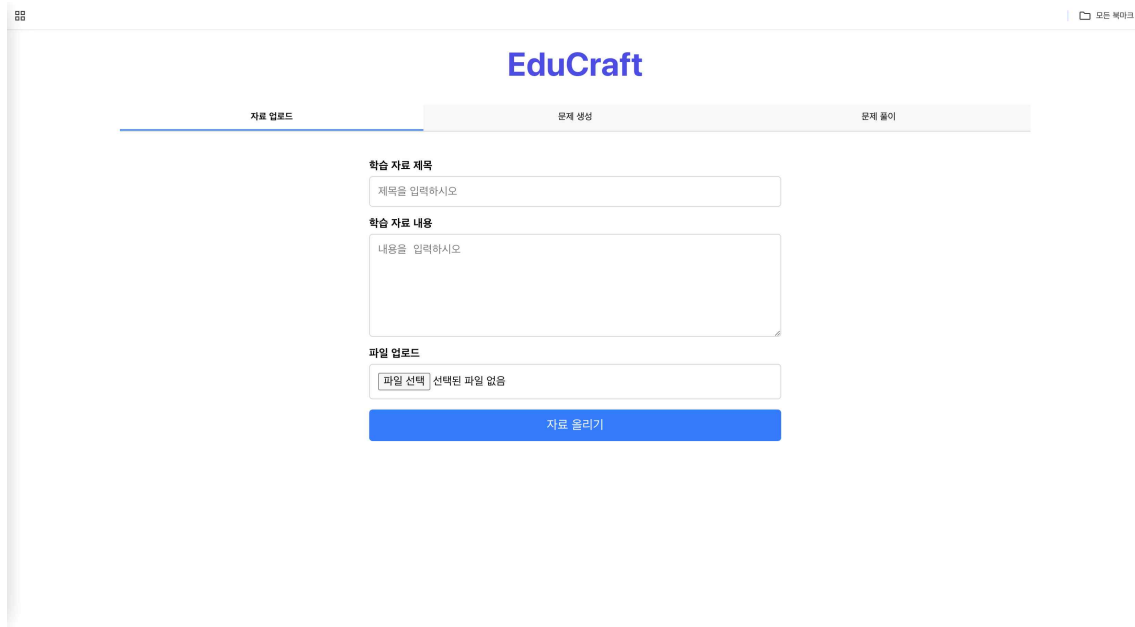 모든 북마크
EduCraft
자료 업로드 문제 생성 문제 풀이
학습 자료 제목
제목을 입력하시오
학습 자료 내용
내용을 입력하시오
파일 업로드
파일 선택 선택된 파일 없음
자료 올리기